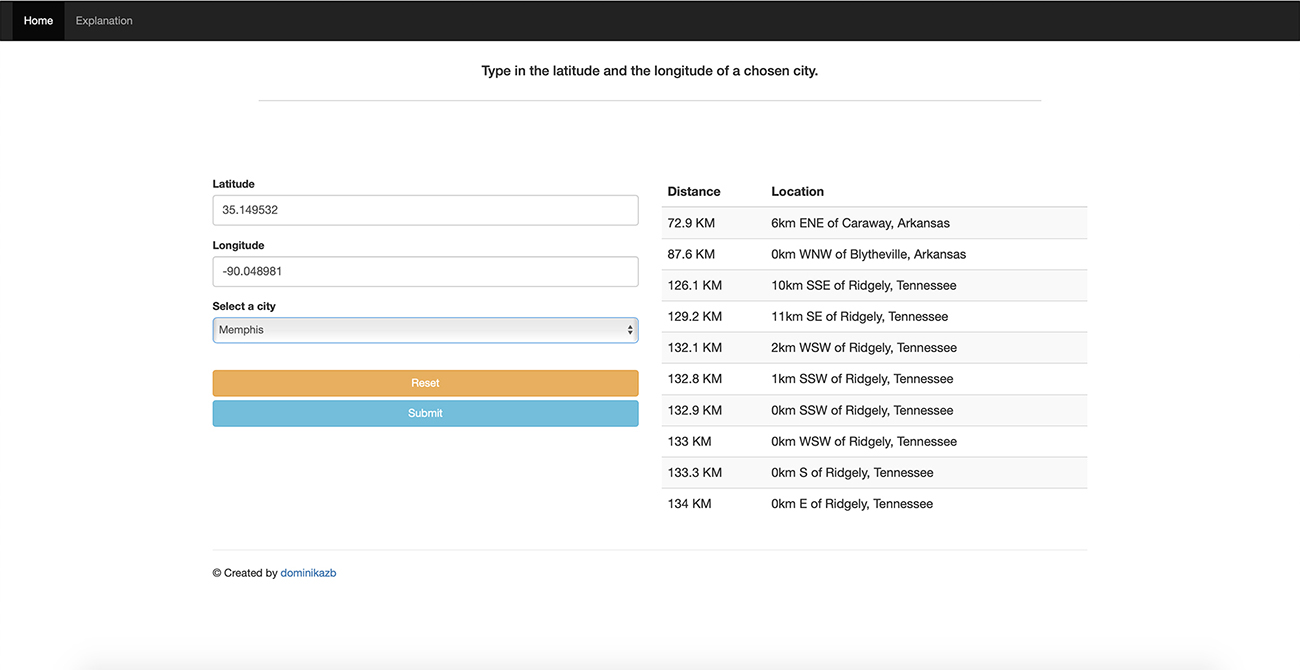 Home Explanation
Type in the latitude and the longitude of a chosen city.
Latitude
35.149532
Longitude
-90.048981
Select a city
Memphis
Reset
Submit
Distance Location
72.9 KM 6km ENE of Caraway, Arkansas
87.6 KM 0km WNW of Blytheville, Arkansas
126.1 KM 10km SSE of Ridgely, Tennessee
129.2 KM 11km SE of Ridgely, Tennessee
132.1 KM 2km WSW of Ridgely, Tennessee
132.8 KM 1km SSW of Ridgely, Tennessee
132.9 KM 0km SSW of Ridgely, Tennessee
133 KM 0km WSW of Ridgely, Tennessee
133.3 KM 0km S of Ridgely, Tennessee
134 KM 0km E of Ridgely, Tennessee
© Created by dominikazb